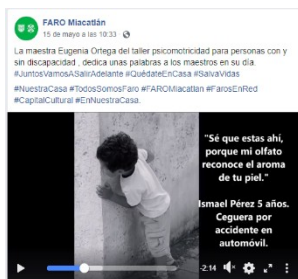 FARO Miacatlán
15 de mayo a las 10:33 ·
La maestra Eugenia Ortega del taller psicomotricidad para personas con y
sin discapacidad , dedica unas palabras a los maestros en su día.
#JuntosVamosASalirAdelante #QuédateEnCasa #SalvaVidas
#NuestraCasa #TodosSomosFaro #FAROMiacatlan #FarosEnRed
#CapitalCultural #EnNuestraCasa.
"Sé que estas ahí,
porque mi olfato
reconoce el aroma
de tu piel."
Ismael Pérez 5 años.
Ceguera por
accidente en
automóvil.
-2:14